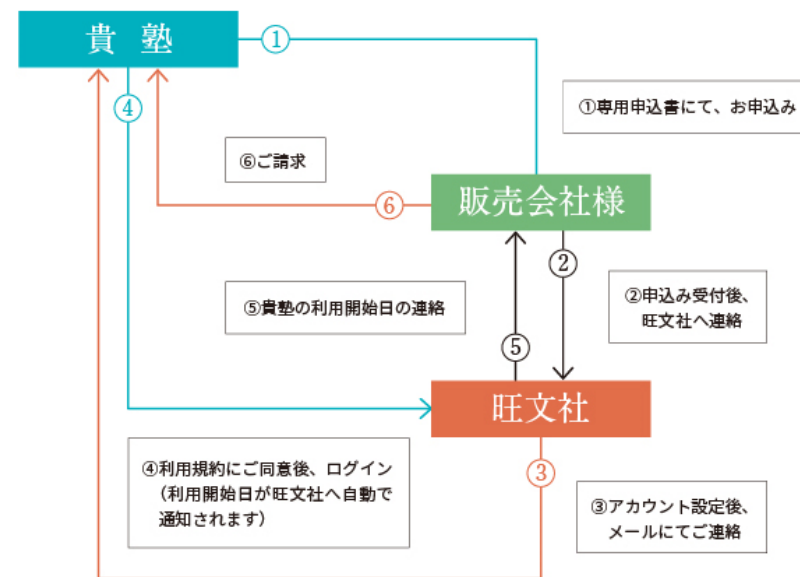 貴 塾
①
④
①専用申込書にて、お申込み
⑥ご請求
⑥
販売会社様
②
⑤貴塾の利用開始日の連絡
②申込み受付後、
旺文社へ連絡
⑤
旺文社
④利用規約にご同意後、ログイン
（利用開始日が旺文社へ自動で
通知されます）
③
③アカウント設定後、
メールにてご連絡